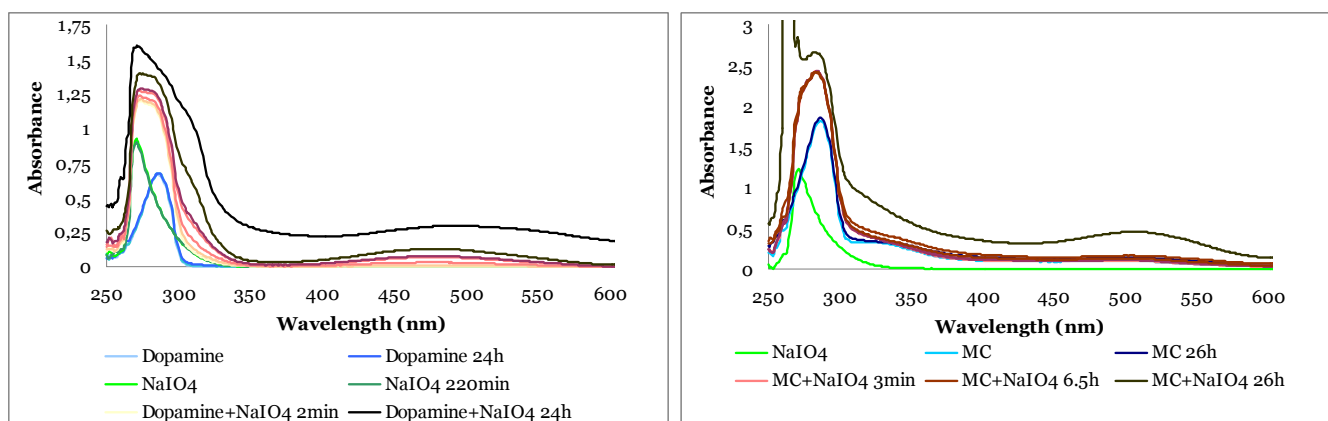 1,75
1,5
1,25
1
0,75
0,5
0,25
0
Absorbance
250 300 400 500 600
Wavelength (nm)
Dopamine Dopamine 24h
NaIO4 NaIO4 220min
Dopamine+NaIO4 2min Dopamine+NaIO4 24h
3
2,5
2
1,5
1
0,5
0
Absorbance
250 300 350 400 450 500 550 600
Wavelength (nm)
NaIO4 MC MC 26h
MC+NaIO4 3min MC+NaIO4 6.5h MC+NaIO4 26h